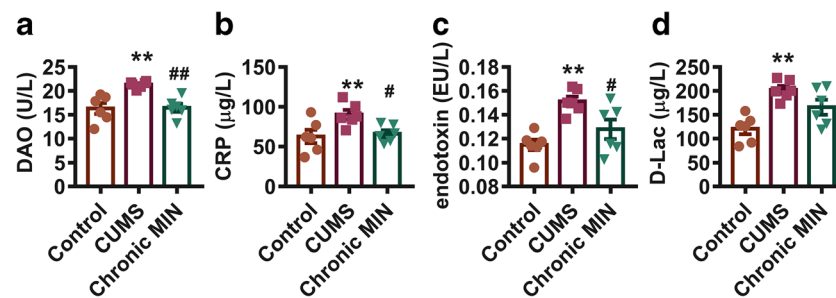 a
DAO (U/L)
25
20
15
10
5
0
**
##
Control
CUMS
Chronic MIN
b
CRP (µg/L)
150
100
50
0
**
#
Control
CUMS
Chronic MIN
c
endotoxin (EU/L)
0.18
0.16
0.14
0.12
0.10
0.08
**
#
Control
CUMS
Chronic MIN
d
D-Lac (µg/L)
250
200
150
100
50
0
**
Control
CUMS
Chronic MIN